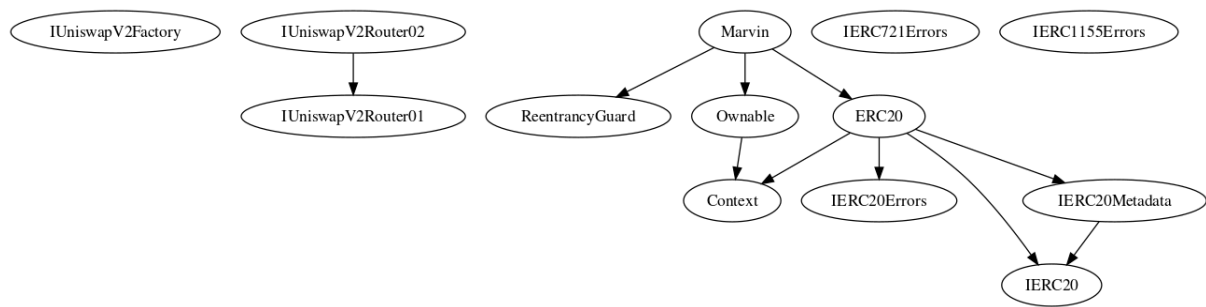 IUniswapV2Factory
IUniswapV2Router02
Marvin
IERC721Errors
IERC1155Errors
IUniswapV2Router01
ReentrancyGuard
Ownable
ERC20
Context
IERC20Errors
IERC20Metadata
IERC20